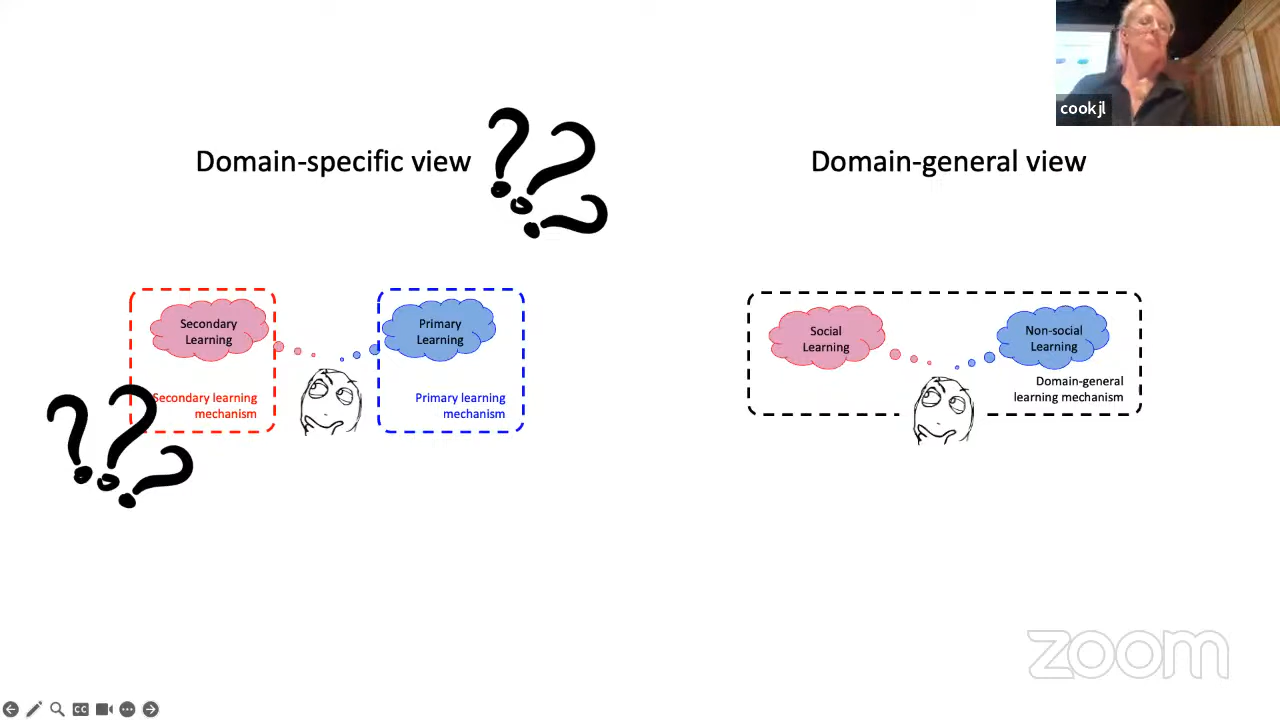 cookjl
Domain-specific view
Domain-general view
Secondary
Learning
Primary
Learning
Secondary learning
mechanism
Primary learning
mechanism
Social
Learning
Non-social
Learning
Domain-general
learning mechanism
???
???
zoom
CC